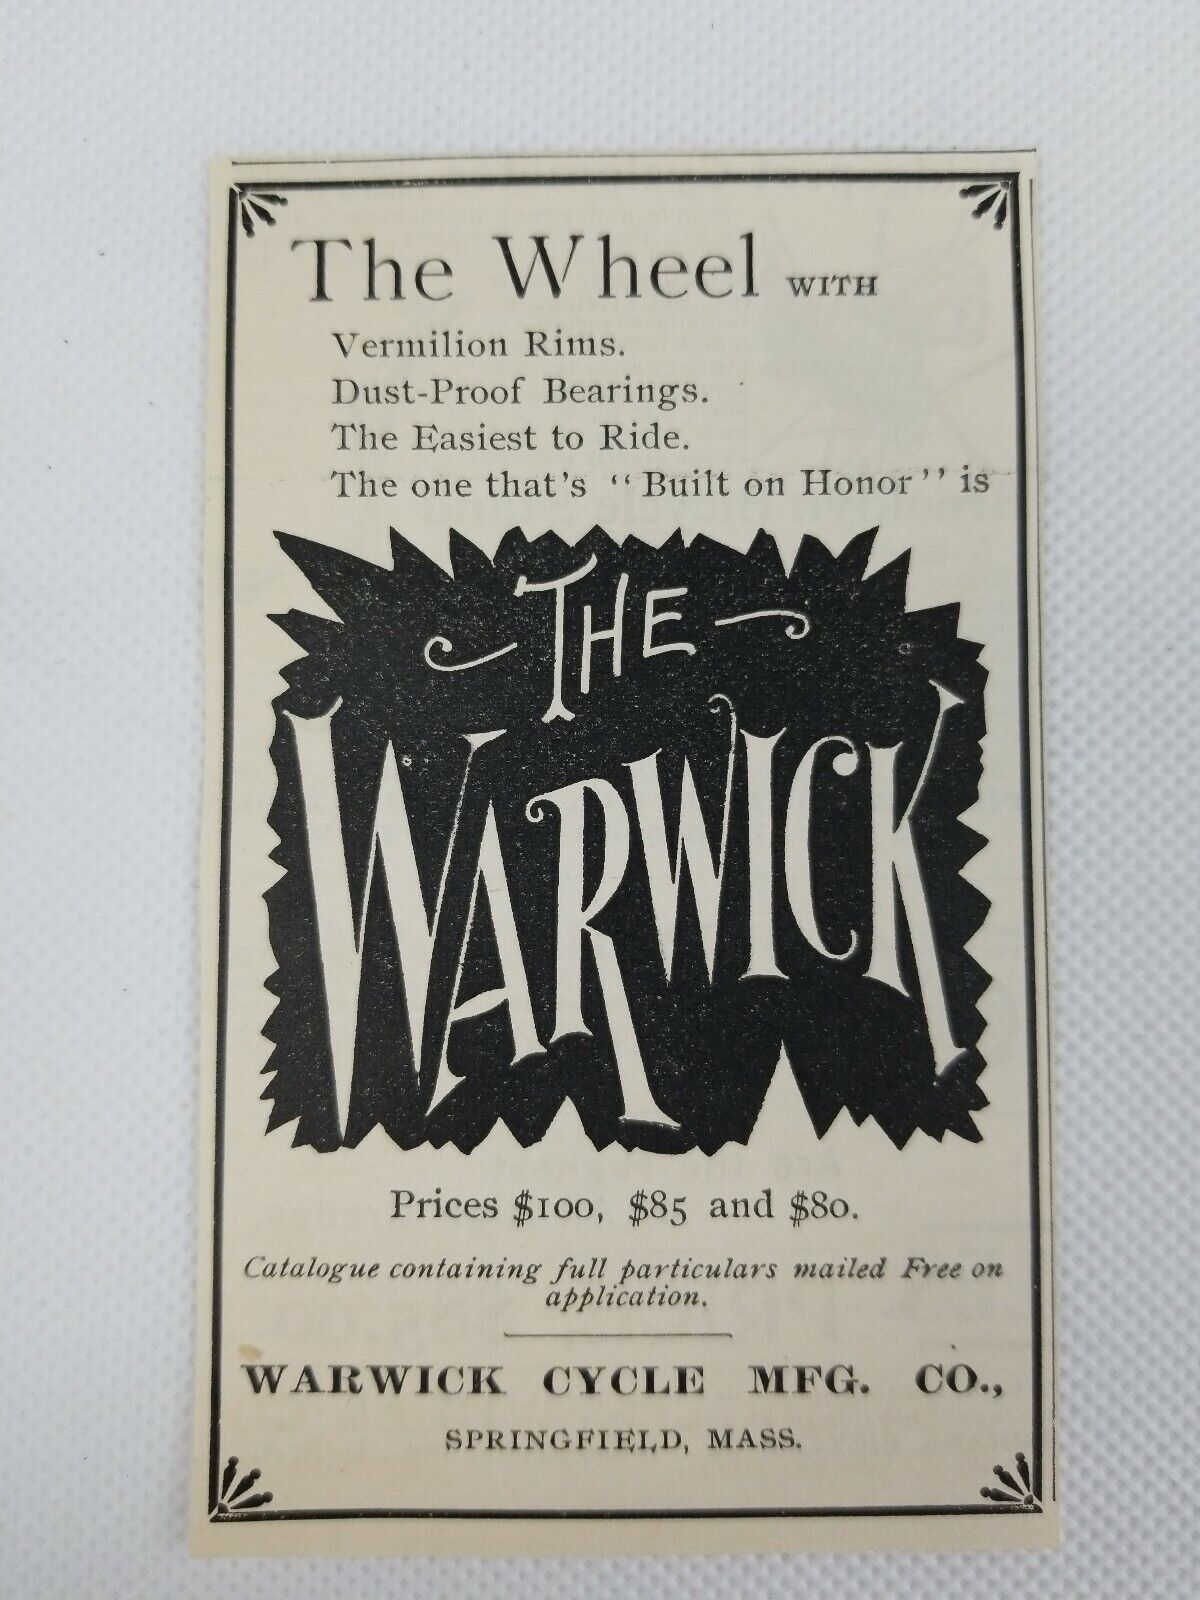 The Wheel WITH
Vermilion Rims.
Dust-Proof Bearings.
The Easiest to Ride.
The one that's "Built on Honor" is
THE
WARWICK
Prices $100, $85 and $80.
Catalogue containing full particulars mailed Free on
application.
WARWICK CYCLE MFG. CO.,
SPRINGFIELD, MASS.